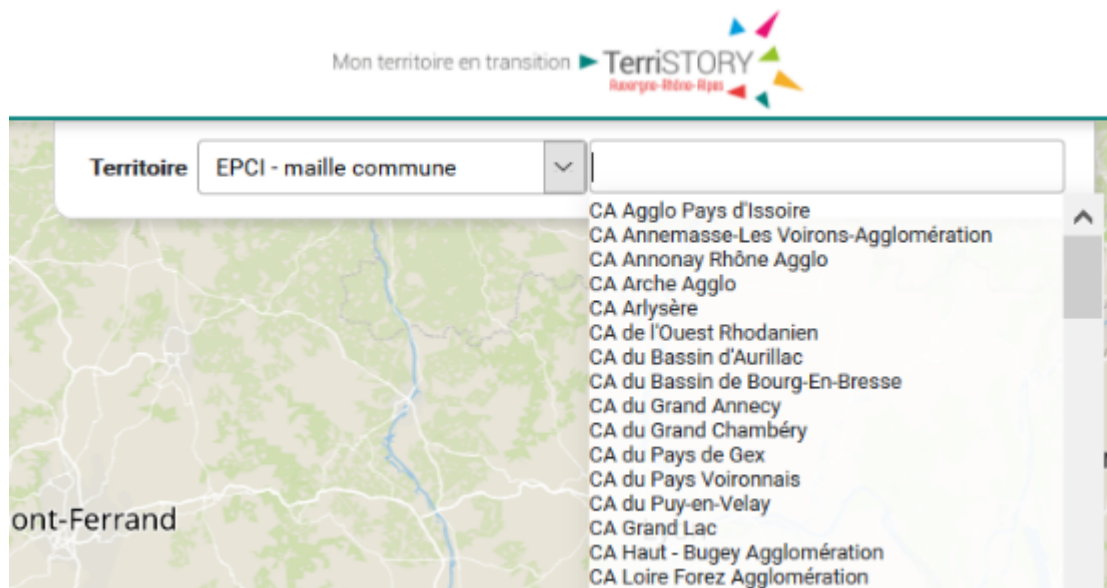 Mon territoire en transition
TerriSTORY
Auvergne-Rhône-Alpes
Territoire
EPCI - maille commune
CA Agglo Pays d'Issoire
CA Annemasse-Les Voirons-Agglomération
CA Annonay Rhône Agglo
CA Arche Agglo
CA Arlysère
CA de l'Ouest Rhodanien
CA du Bassin d'Aurillac
CA du Bassin de Bourg-En-Bresse
CA du Grand Annecy
CA du Grand Chambéry
CA du Pays de Gex
CA du Pays Voironnais
CA du Puy-en-Velay
CA Grand Lac
CA Haut - Bugey Agglomération
CA Loire Forez Agglomération
ont-Ferrand